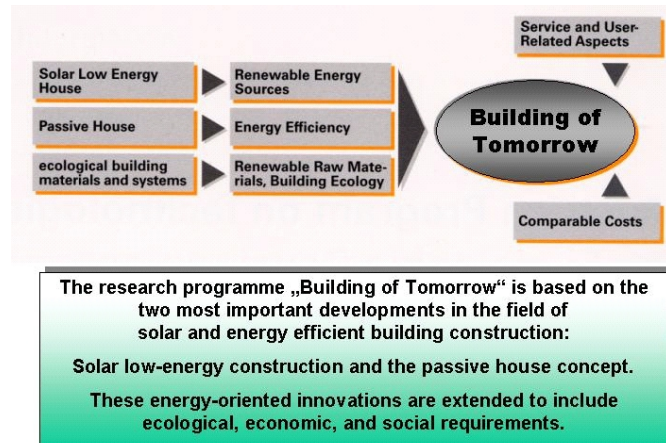 Service and User-
Related Aspects
Solar Low Energy
House
Renewable Energy
Sources
Passive House
Energy Efficiency
Building of
Tomorrow
ecological building
materials and systems
Renewable Raw Mate-
rials, Building Ecology
Comparable Costs
The research programme „Building of Tomorrow“ is based on the
two most important developments in the field of
solar and energy efficient building construction:
Solar low-energy construction and the passive house concept.
These energy-oriented innovations are extended to include
ecological, economic, and social requirements.